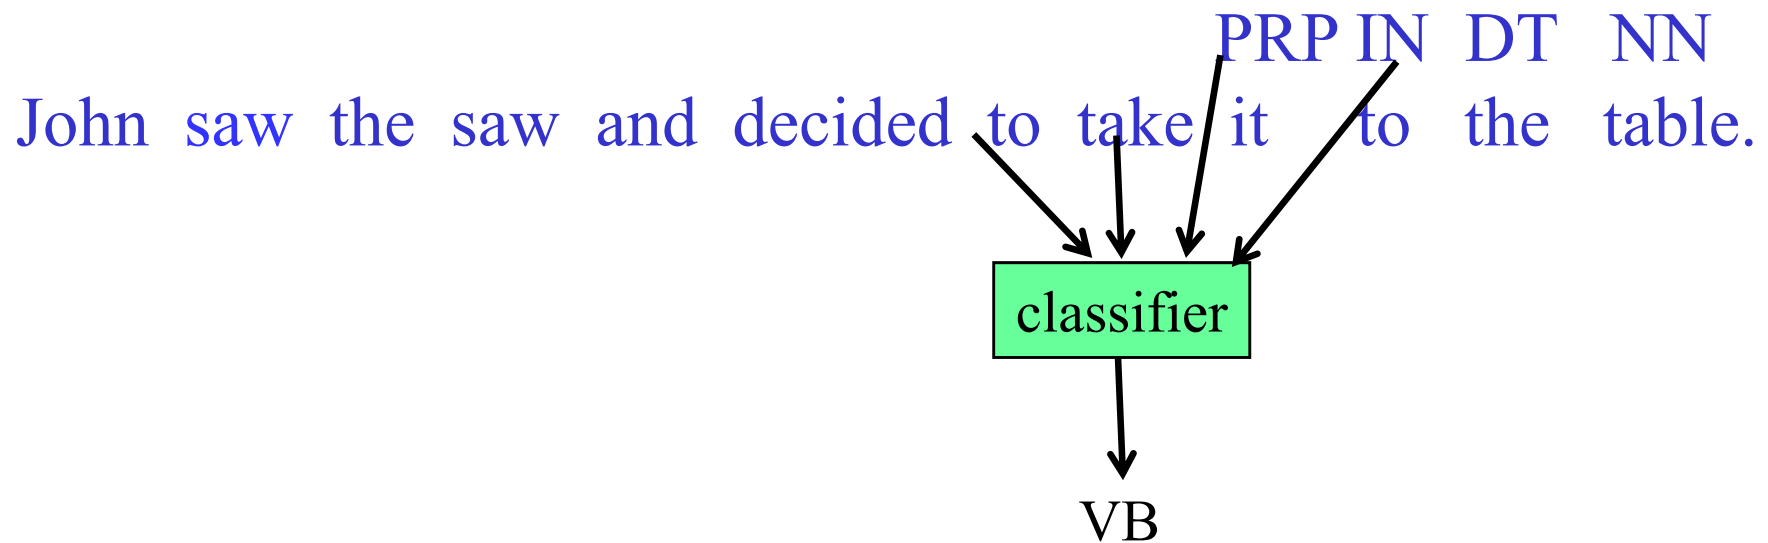 PRP IN DT NN
John saw the saw and decided to take it to the table.
classifier
VB